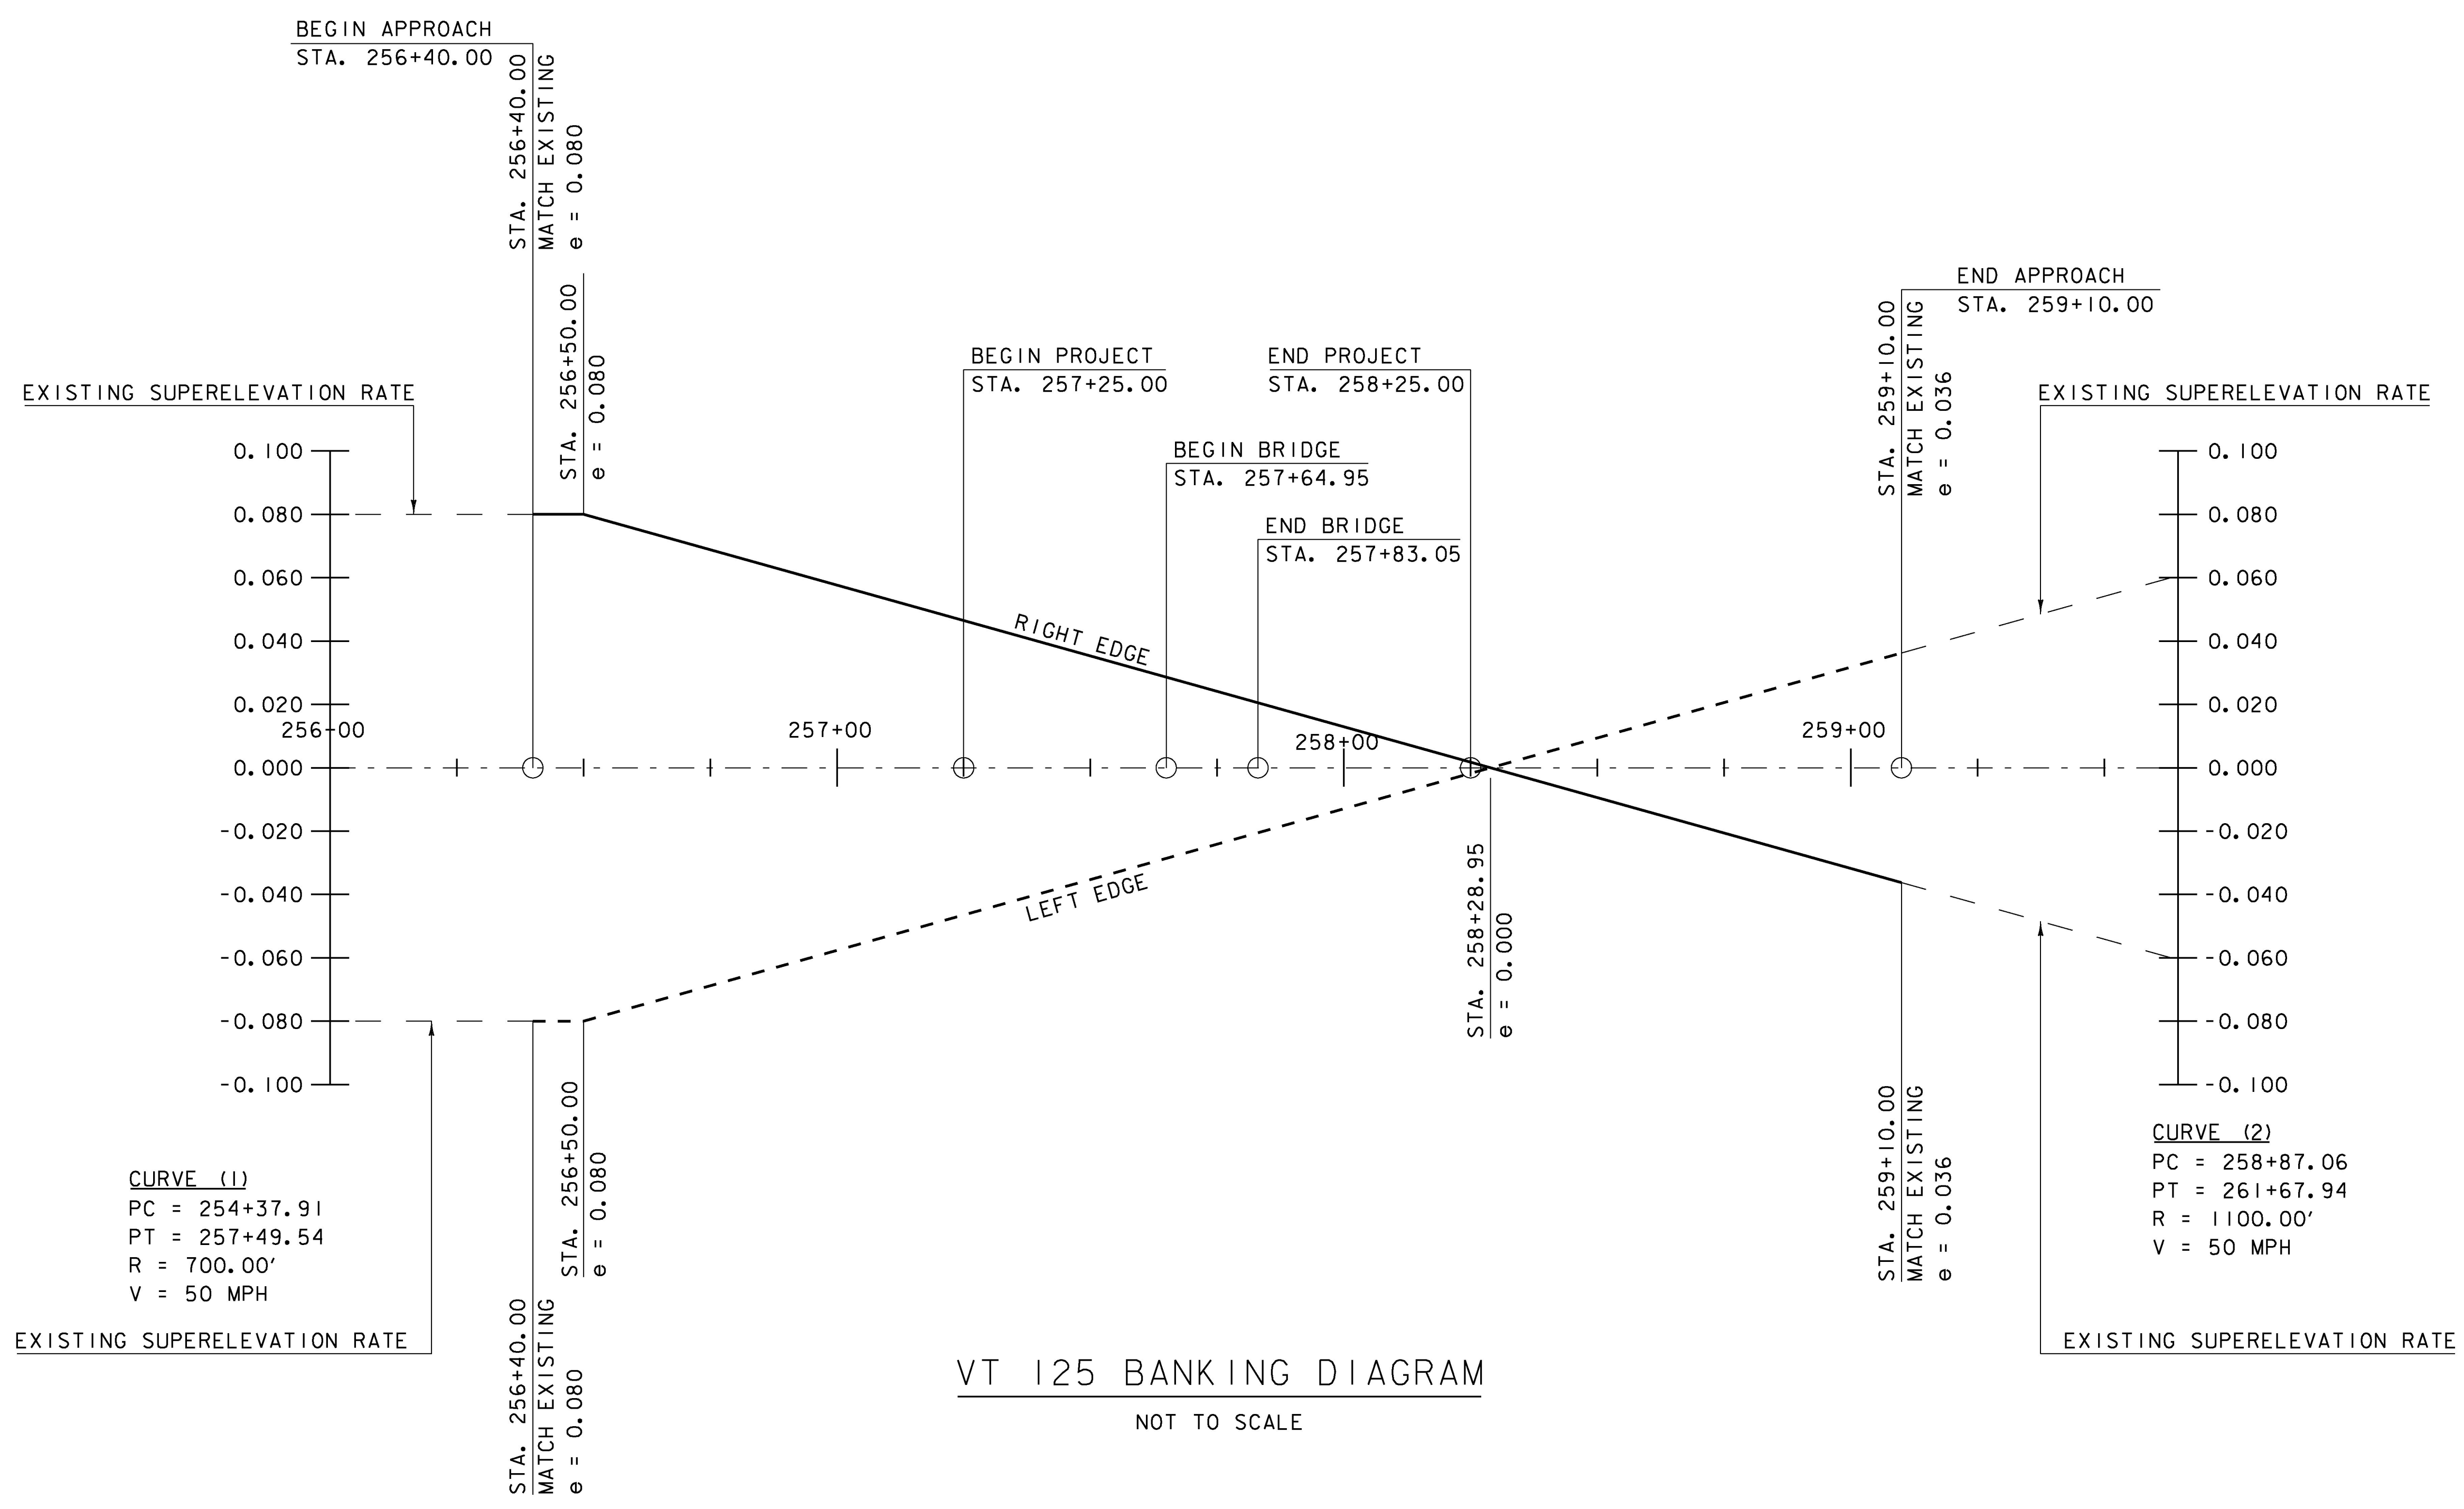 BEGIN APPROACH
STA. 256+40.00
STA. 256+40.00
MATCH EXISTING
e = 0.080
STA. 256+50.00
e = 0.080
END APPROACH
STA. 259+10.00
STA. 259+10.00
MATCH EXISTING
e = 0.036
BEGIN PROJECT
STA. 257+25.00
END PROJECT
STA. 258+25.00
EXISTING SUPERELEVATION RATE
EXISTING SUPERELEVATION RATE
BEGIN BRIDGE
STA. 257+64.95
END BRIDGE
STA. 257+83.05
0.100
0.080
0.060
0.040
0.020
0.000
-0.020
-0.040
-0.060
-0.080
-0.100
256+00
257+00
258+00
259+00
RIGHT EDGE
LEFT EDGE
0.100
0.080
0.060
0.040
0.020
0.000
-0.020
-0.040
-0.060
-0.080
-0.100
STA. 258+28.95
e = 0.000
STA. 256+50.00
e = 0.080
STA. 259+10.00
MATCH EXISTING
e = 0.036
CURVE (1)
PC = 254+37.91
PT = 257+49.54
R = 700.00'
V = 50 MPH
CURVE (2)
PC = 258+87.06
PT = 261+67.94
R = 1100.00'
V = 50 MPH
EXISTING SUPERELEVATION RATE
EXISTING SUPERELEVATION RATE
STA. 256+40.00
MATCH EXISTING
e = 0.080
VT 125 BANKING DIAGRAM
NOT TO SCALE